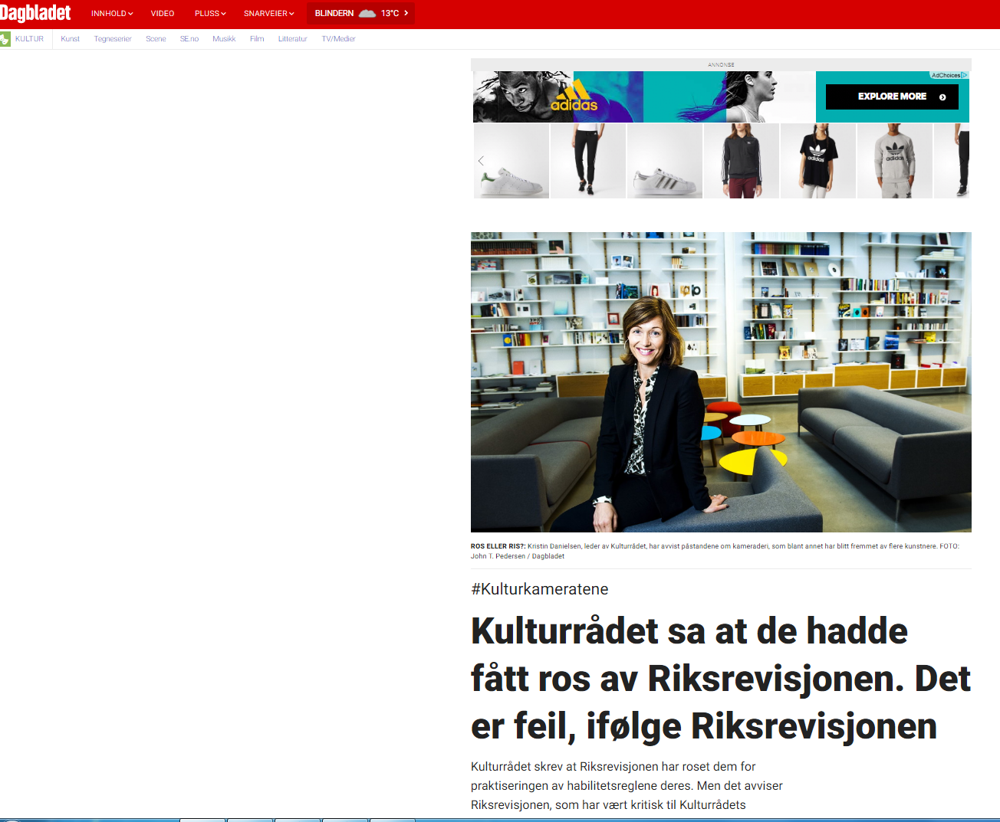 Dagbladet INNHOLD VIDEO PLUSS SNARVEIER BLINDERN 13°C
KULTUR Kunst Tegneserier Scene SE.no Musikk Film Litteratur TV/Medier
ANNONSE
AdChoices
adidas
EXPLORE MORE
adidas
adidas
ROS ELLER RIS?: Kristin Danielsen, leder av Kulturrådet, har avvist påstandene om kameraderi, som blant annet har blitt fremmet av flere kunstnere. FOTO:
John T. Pedersen / Dagbladet
#Kulturkameratene
Kulturrådet sa at de hadde
fått ros av Riksrevisjonen. Det
er feil, ifølge Riksrevisjonen
Kulturrådet skrev at Riksrevisjonen har roset dem for
praktiseringen av habilitetsreglene deres. Men det avviser
Riksrevisjonen, som har vært kritisk til Kulturrådets